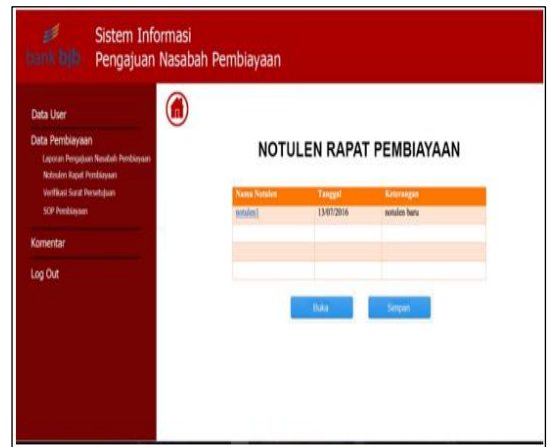 bank bjb
Sistem Informasi
Pengajuan Nasabah Pembiayaan
Data User
Data Pembiayaan
Laporan Pengajuan Nasabah Pembiayaan
Notnulen Rapat Pembiayaan
Verifikasi Surat Persetujuan
SOP Pembiayaan
Komentar
Log Out
NOTULEN RAPAT PEMBIAYAAN
Nama Notulen Tanggal Keterangan
notulen1 13/07/2016 notulen baru
Buka Simpan